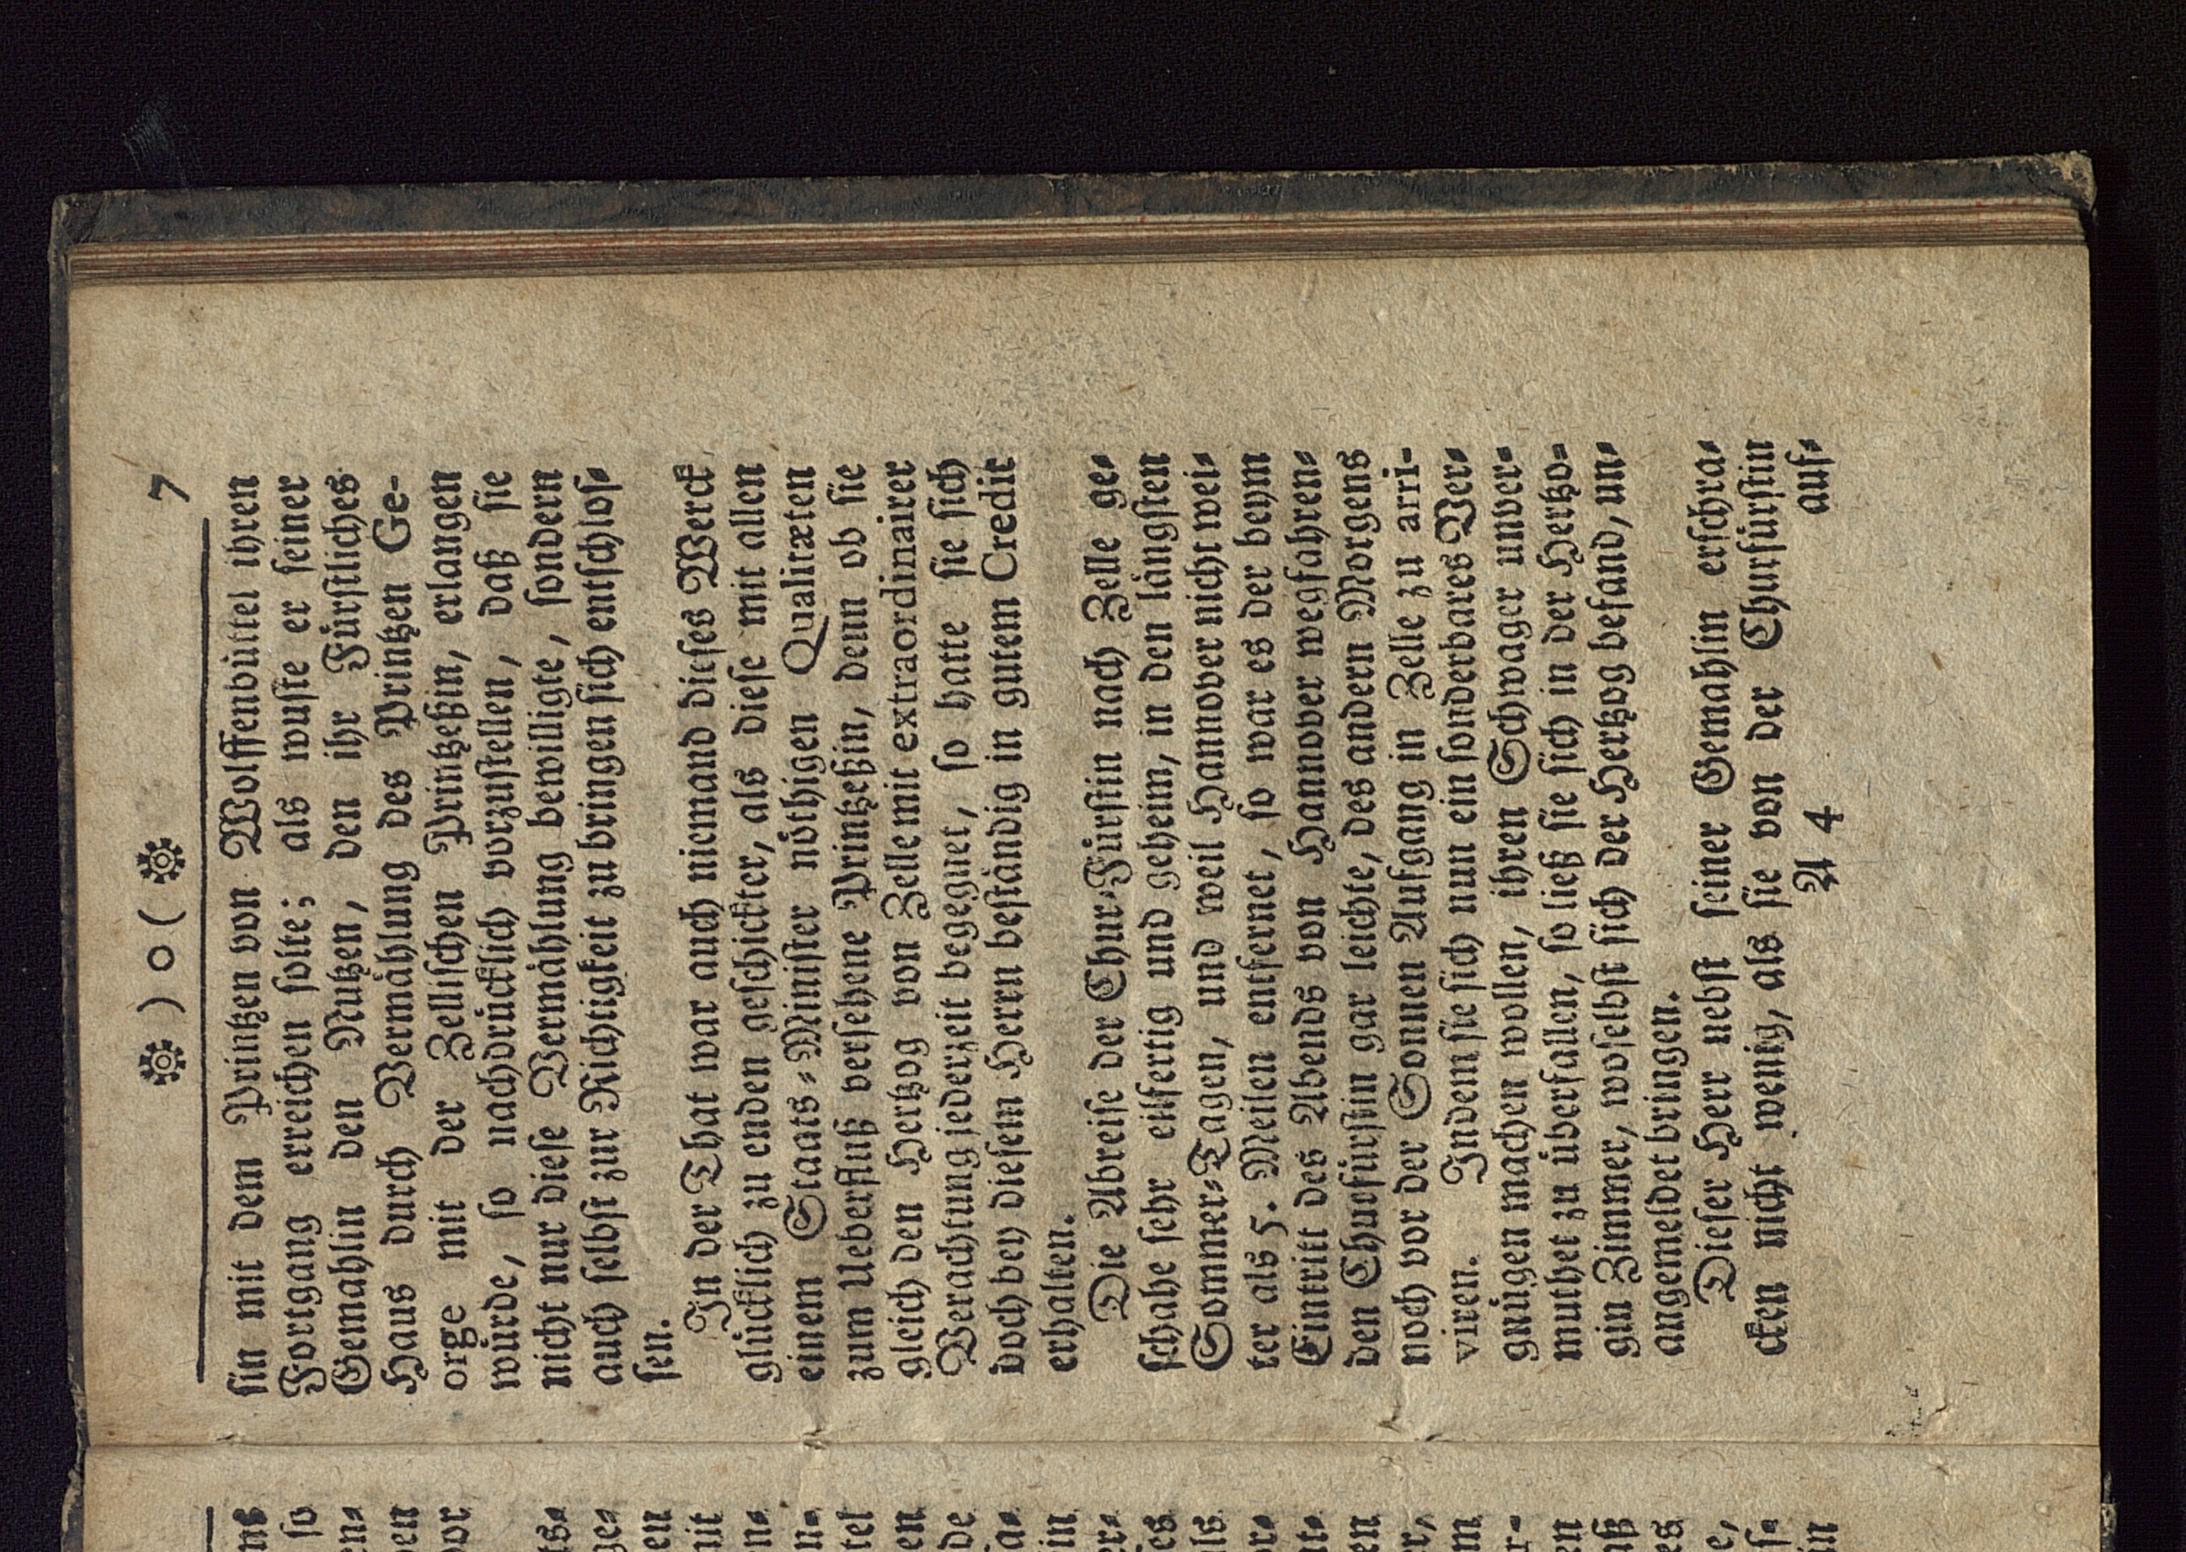 ❁ ) o ( ❁ 7
sin mit dem Printzen von Wolffenbüttel ihren
Fortgang erreichen solte; als wuste er seiner
Gemahlin den Nutzen, den ihr Fürstliches
Haus durch Vermählung des Printzen Ge-
orge mit der Zellischen Printzeßin, erlangen
würde, so nachdrücklich vorzustellen, daß sie
nicht nur diese Vermählung bewilligte, sondern
auch selbst zur Richtigkeit zu bringen sich entschlos-
sen.
In der That war auch niemand dieses Werck
glücklich zu enden geschickter, als diese mit allen
einem Staats-Minister nöthigen Qualitæten
zum Ueberfluß versehene Printzeßin, denn ob sie
gleich den Hertzog von Zelle mit extraordinairer
Verachtung jederzeit begegnet, so hatte sie sich
doch bey diesem Herrn beständig in gutem Credit
erhalten.
Die Abreise der Chur-Fürstin nach Zelle ge-
schahe sehr eilfertig und geheim, in den längsten
Sommer-Tagen, und weil Hannover nicht wei-
ter als 5. Meilen entfernet, so war es der beym
Eintritt des Abends von Hannover wegfahren-
den Chuefürstin gar leichte, des andern Morgens
noch vor der Sonnen Aufgang in Zelle zu arri-
viren. Indem sie sich nun ein sonderbares Ver-
gnügen machen wollen, ihren Schwager unver-
muthet zu überfallen, so ließ sie sich in der Hertzo-
gin Zimmer, woselbst sich der Hertzog befand, un-
angemeldet bringen.
Dieser Herr nebst seiner Gemahlin erschra-
cken nicht wenig, als sie von der Churfürstin
A 4 auf-